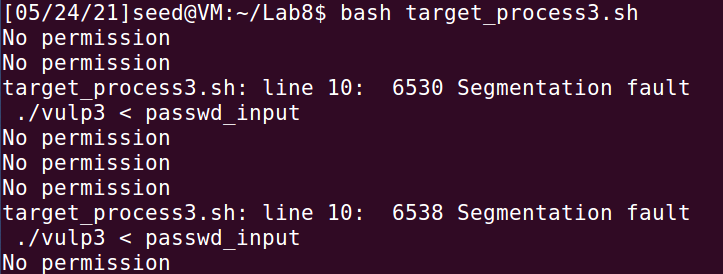 [05/24/21]seed@VM:~/Lab8$ bash target_process3.sh
No permission
No permission
target_process3.sh: line 10:  6530 Segmentation fault
 ./vulp3 < passwd_input
No permission
No permission
No permission
target_process3.sh: line 10:  6538 Segmentation fault
 ./vulp3 < passwd_input
No permission